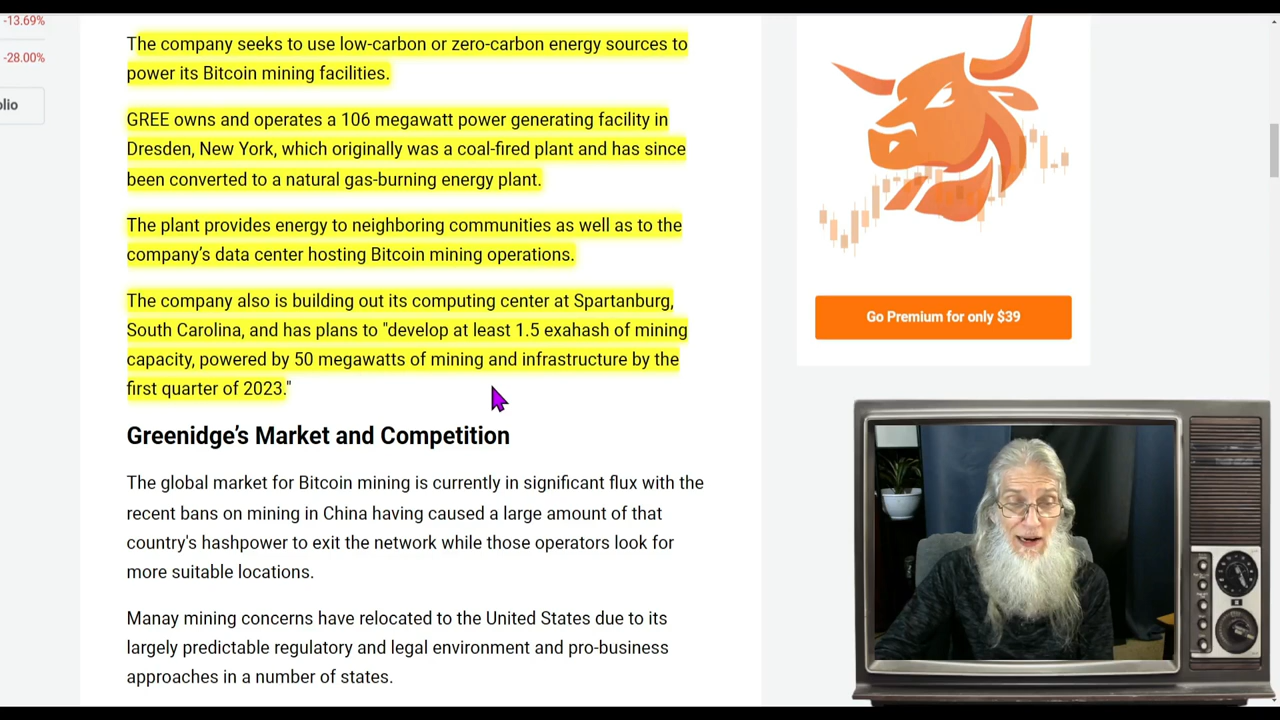 -13.69%
-28.00%
olio
The company seeks to use low-carbon or zero-carbon energy sources to
power its Bitcoin mining facilities.
GREE owns and operates a 106 megawatt power generating facility in
Dresden, New York, which originally was a coal-fired plant and has since
been converted to a natural gas-burning energy plant.
The plant provides energy to neighboring communities as well as to the
company’s data center hosting Bitcoin mining operations.
The company also is building out its computing center at Spartanburg,
South Carolina, and has plans to "develop at least 1.5 exahash of mining
capacity, powered by 50 megawatts of mining and infrastructure by the
first quarter of 2023."
Greenidge’s Market and Competition
The global market for Bitcoin mining is currently in significant flux with the
recent bans on mining in China having caused a large amount of that
country's hashpower to exit the network while those operators look for
more suitable locations.
Manay mining concerns have relocated to the United States due to its
largely predictable regulatory and legal environment and pro-business
approaches in a number of states.
Go Premium for only $39